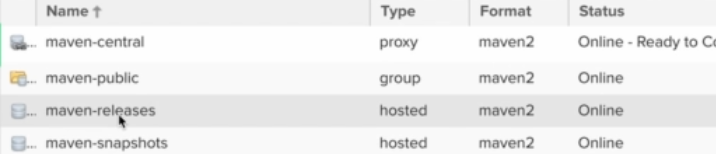 Name ↑ Type Format Status
... maven-central proxy maven2 Online - Ready to Co
... maven-public group maven2 Online
... maven-releases hosted maven2 Online
... maven-snapshots hosted maven2 Online